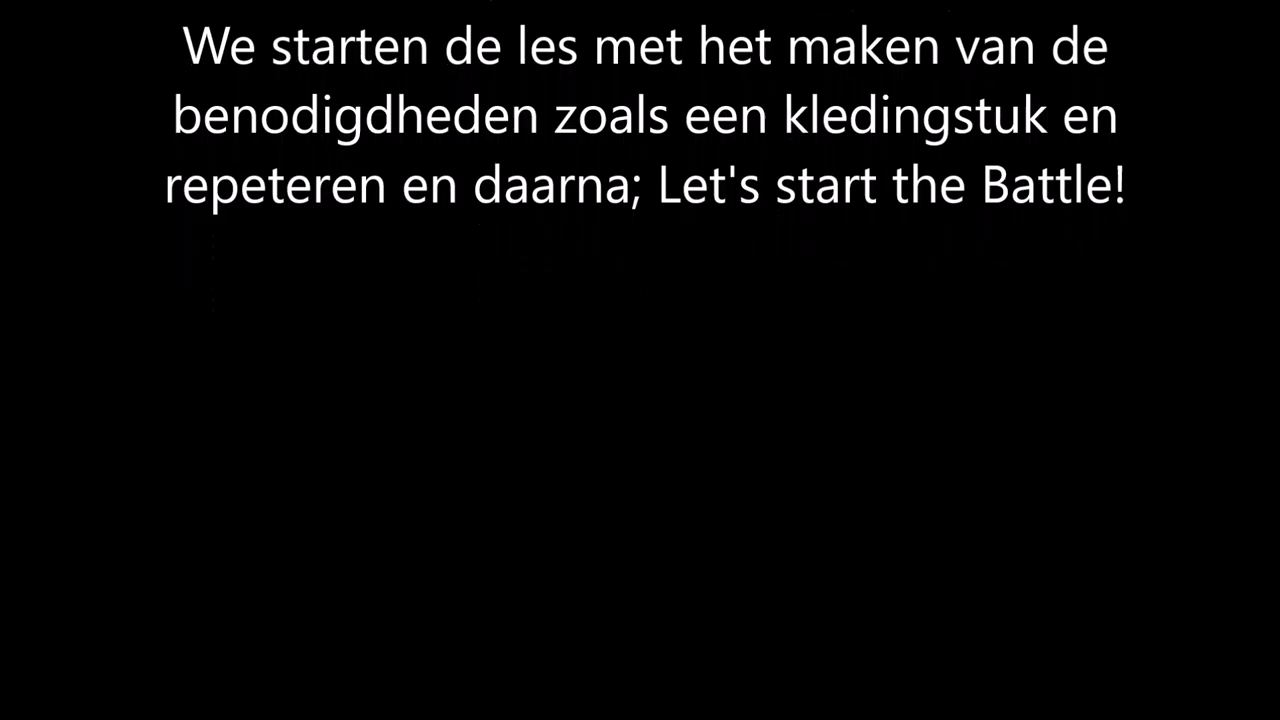 We starten de les met het maken van de
benodigdheden zoals een kledingstuk en
repeteren en daarna; Let's start the Battle!